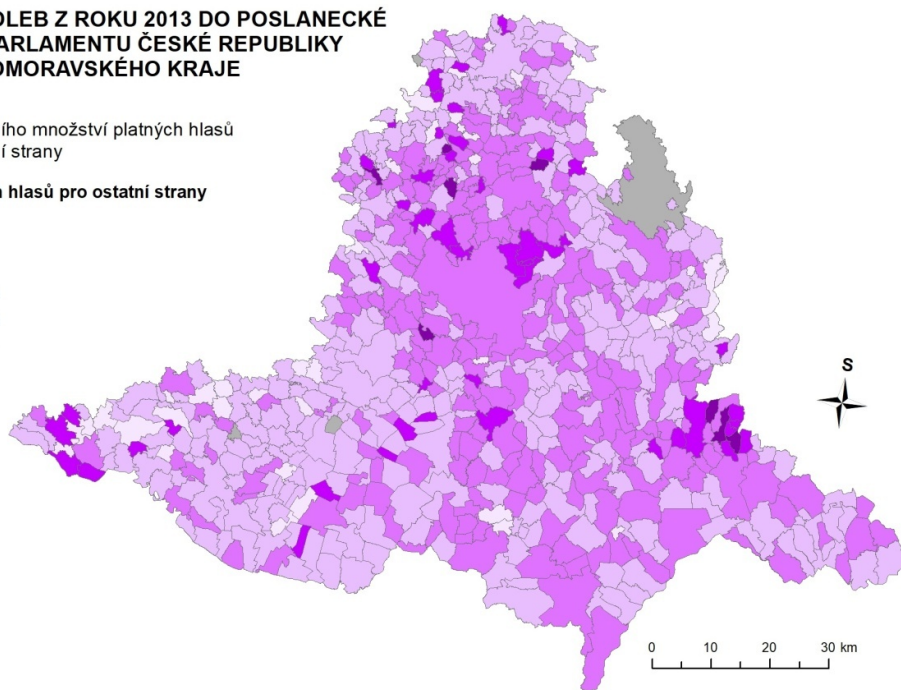 OLEB Z ROKU 2013 DO POSLANECKÉ
ARLAMENTU ČESKÉ REPUBLIKY
OMORAVSKÉHO KRAJE
ího množství platných hlasů
í strany
hlasů pro ostatní strany
S
0 10 20 30 km